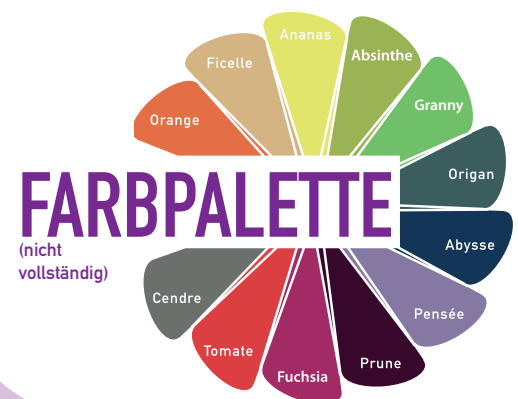 Ananas
Absinthe
Ficelle
Granny
Orange
Origan
FARBPALETTE
(nicht
vollständig)
Abysse
Cendre
Pensée
Tomate
Prune
Fuchsia